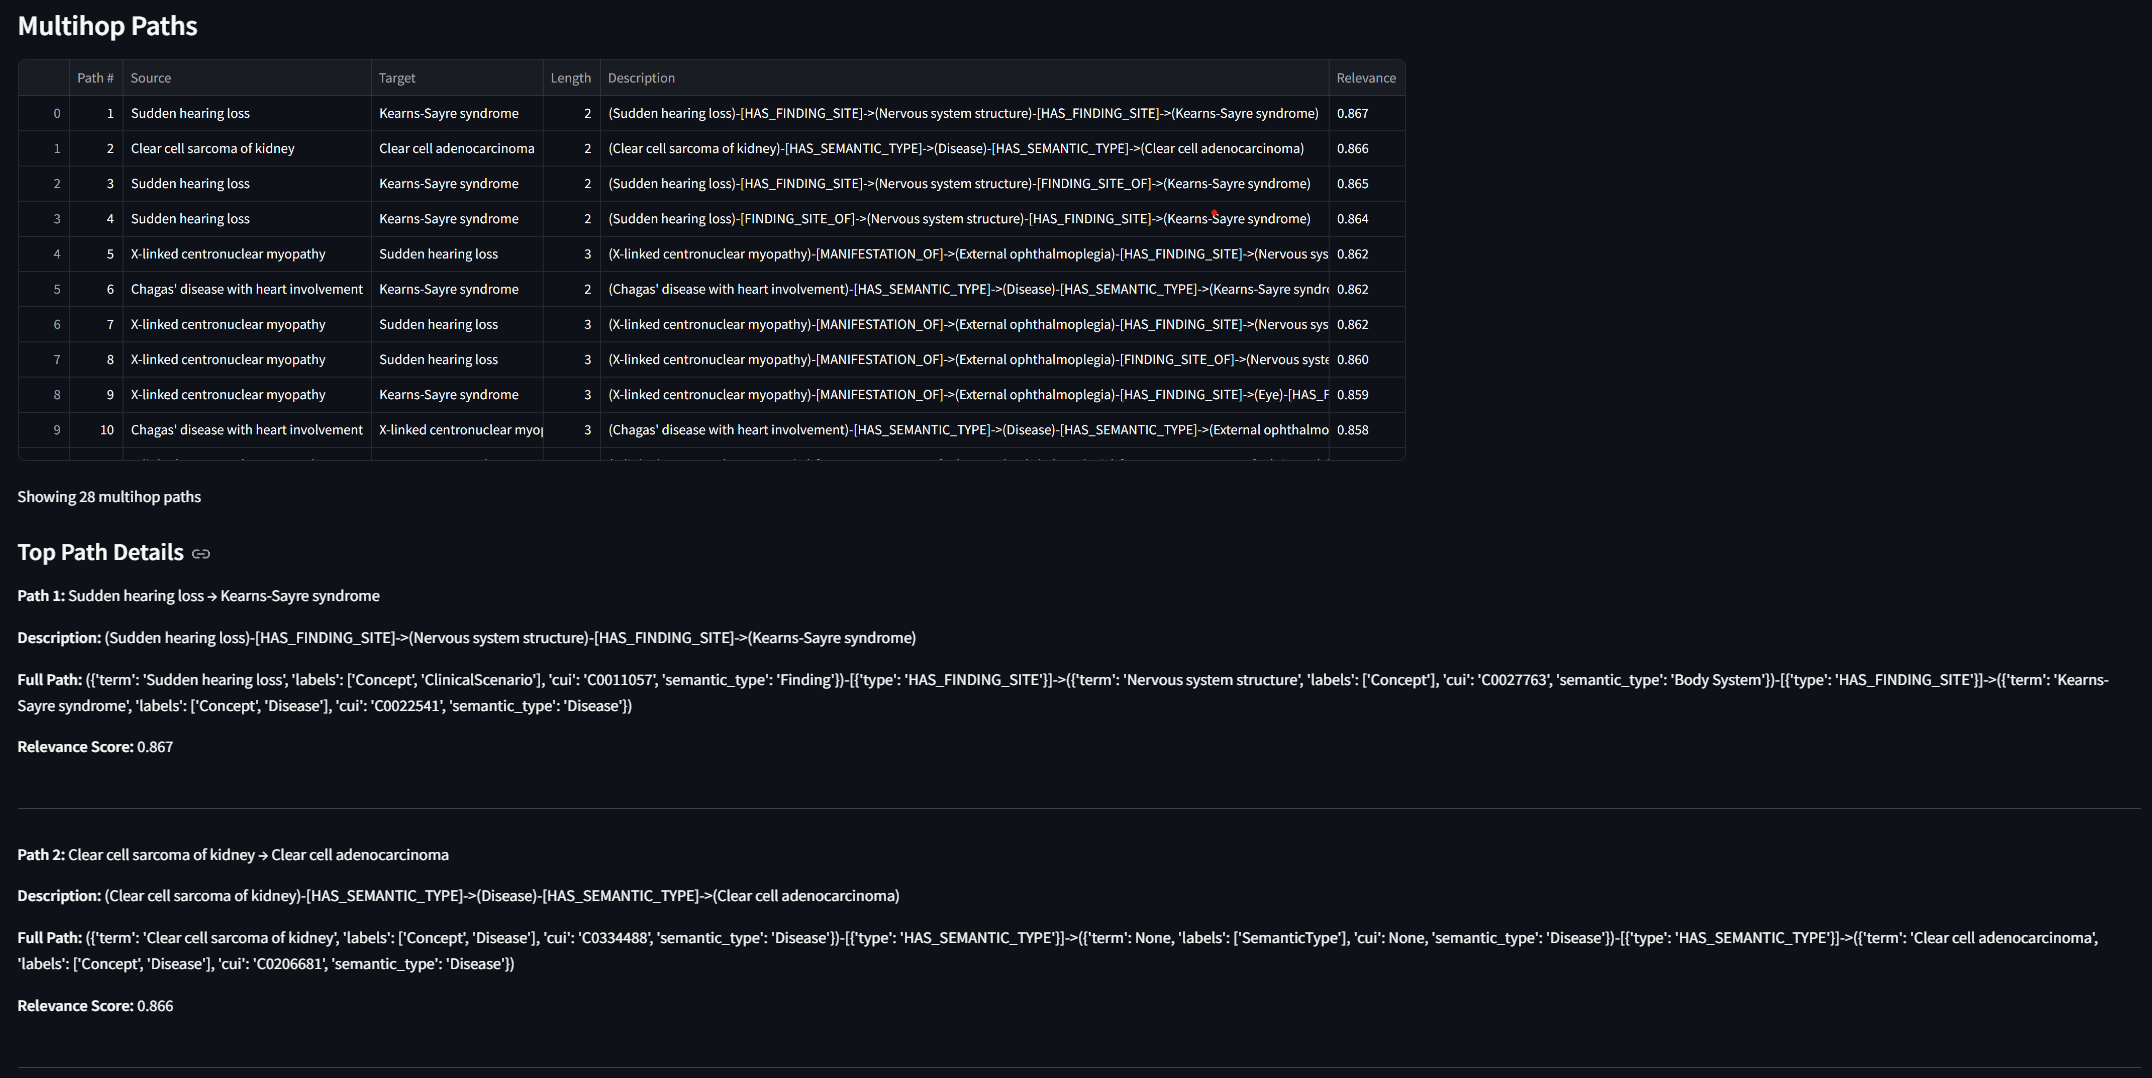 Multihop Paths
Path # Source Target Length Description Relevance
0 1 Sudden hearing loss Kearns-Sayre syndrome 2 (Sudden hearing loss)-[HAS_FINDING_SITE]->(Nervous system structure)-[HAS_FINDING_SITE]->(Kearns-Sayre syndrome) 0.867
1 2 Clear cell sarcoma of kidney Clear cell adenocarcinoma 2 (Clear cell sarcoma of kidney)-[HAS_SEMANTIC_TYPE]->(Disease)-[HAS_SEMANTIC_TYPE]->(Clear cell adenocarcinoma) 0.866
2 3 Sudden hearing loss Kearns-Sayre syndrome 2 (Sudden hearing loss)-[HAS_FINDING_SITE]->(Nervous system structure)-[FINDING_SITE_OF]->(Kearns-Sayre syndrome) 0.865
3 4 Sudden hearing loss Kearns-Sayre syndrome 2 (Sudden hearing loss)-[FINDING_SITE_OF]->(Nervous system structure)-[HAS_FINDING_SITE]->(Kearns-Sayre syndrome) 0.864
4 5 X-linked centronuclear myopathy Sudden hearing loss 3 (X-linked centronuclear myopathy)-[MANIFESTATION_OF]->(External ophthalmoplegia)-[HAS_FINDING_SITE]->(Nervous sys 0.862
5 6 Chagas' disease with heart involvement Kearns-Sayre syndrome 2 (Chagas' disease with heart involvement)-[HAS_SEMANTIC_TYPE]->(Disease)-[HAS_SEMANTIC_TYPE]->(Kearns-Sayre syndr 0.862
6 7 X-linked centronuclear myopathy Sudden hearing loss 3 (X-linked centronuclear myopathy)-[MANIFESTATION_OF]->(External ophthalmoplegia)-[HAS_FINDING_SITE]->(Nervous sys 0.862
7 8 X-linked centronuclear myopathy Sudden hearing loss 3 (X-linked centronuclear myopathy)-[MANIFESTATION_OF]->(External ophthalmoplegia)-[FINDING_SITE_OF]->(Nervous syste 0.860
8 9 X-linked centronuclear myopathy Kearns-Sayre syndrome 3 (X-linked centronuclear myopathy)-[MANIFESTATION_OF]->(External ophthalmoplegia)-[HAS_FINDING_SITE]->(Eye)-[HAS_F 0.859
9 10 Chagas' disease with heart involvement X-linked centronuclear myo 3 (Chagas' disease with heart involvement)-[HAS_SEMANTIC_TYPE]->(Disease)-[HAS_SEMANTIC_TYPE]->(External ophthalmo 0.858
Showing 28 multihop paths
Top Path Details
Path 1: Sudden hearing loss → Kearns-Sayre syndrome
Description: (Sudden hearing loss)-[HAS_FINDING_SITE]->(Nervous system structure)-[HAS_FINDING_SITE]->(Kearns-Sayre syndrome)
Full Path: ({'term': 'Sudden hearing loss', 'labels': ['Concept', 'ClinicalScenario'], 'cui': 'C0011057', 'semantic_type': 'Finding'})-[{'type': 'HAS_FINDING_SITE'}]->({'term': 'Nervous system structure', 'labels': ['Concept'], 'cui': 'C0027763', 'semantic_type': 'Body System'})-[{'type': 'HAS_FINDING_SITE'}]->({'term': 'Kearns-
Sayre syndrome', 'labels': ['Concept', 'Disease'], 'cui': 'C0022541', 'semantic_type': 'Disease'})
Relevance Score: 0.867
Path 2: Clear cell sarcoma of kidney → Clear cell adenocarcinoma
Description: (Clear cell sarcoma of kidney)-[HAS_SEMANTIC_TYPE]->(Disease)-[HAS_SEMANTIC_TYPE]->(Clear cell adenocarcinoma)
Full Path: ({'term': 'Clear cell sarcoma of kidney', 'labels': ['Concept', 'Disease'], 'cui': 'C0334488', 'semantic_type': 'Disease'})-[{'type': 'HAS_SEMANTIC_TYPE'}]->({'term': None, 'labels': ['SemanticType'], 'cui': None, 'semantic_type': 'Disease'})-[{'type': 'HAS_SEMANTIC_TYPE'}]->({'term': 'Clear cell adenocarcinoma',
'labels': ['Concept', 'Disease'], 'cui': 'C0206681', 'semantic_type': 'Disease'})
Relevance Score: 0.866